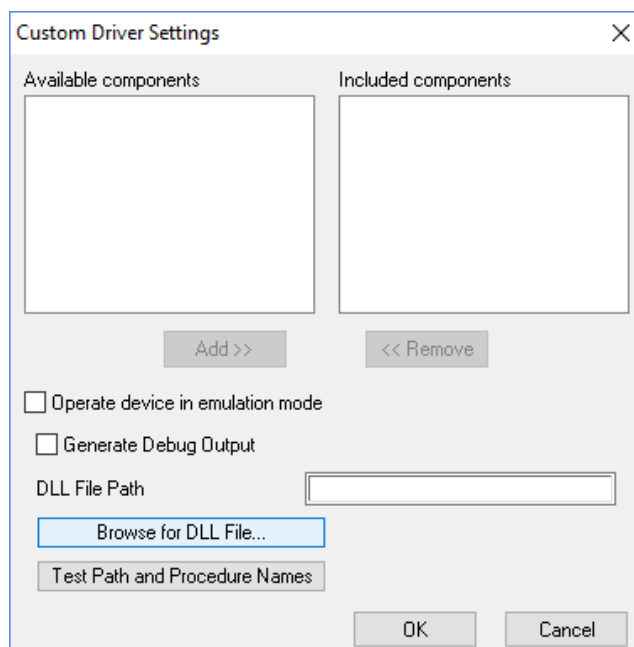 Custom Driver Settings
Available components
Included components
Add >>
<< Remove
Operate device in emulation mode
Generate Debug Output
DLL File Path
Browse for DLL File...
Test Path and Procedure Names
OK
Cancel